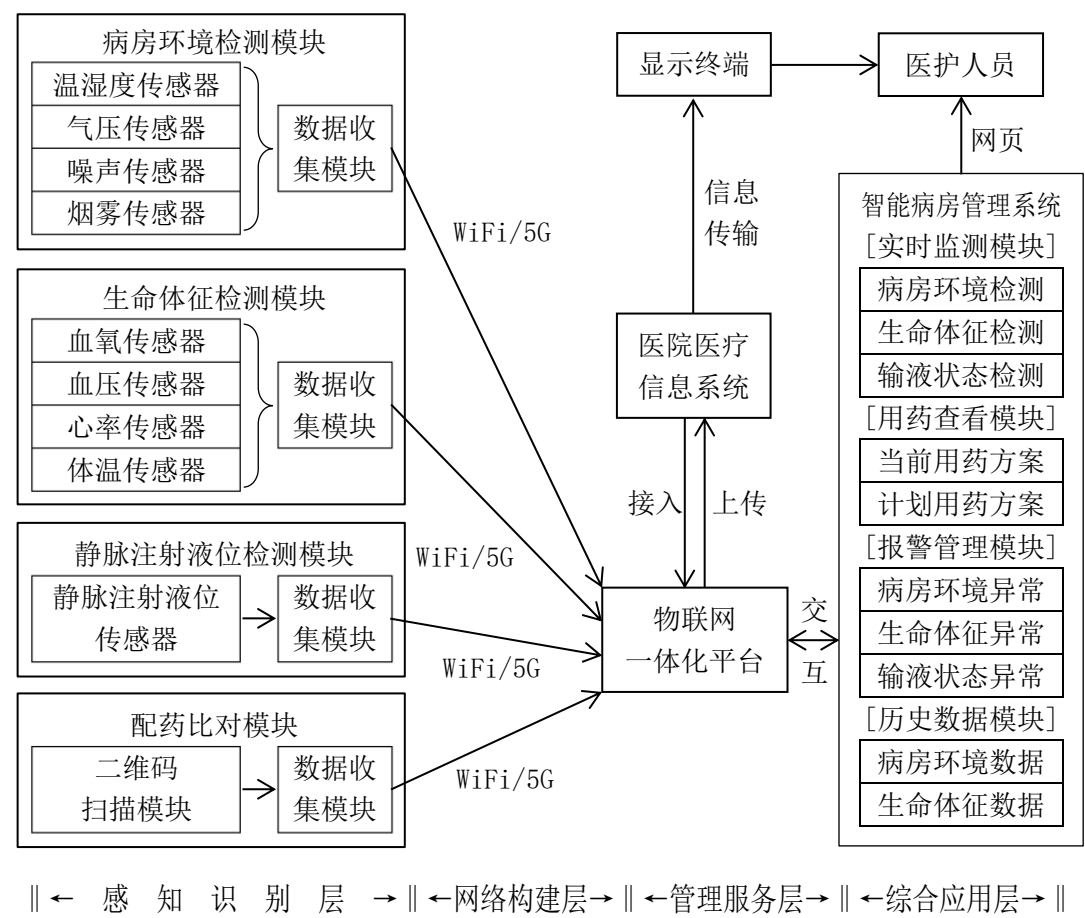 病房环境检测模块
温湿度传感器
气压传感器
噪声传感器
烟雾传感器
数据收
集模块
WiFi/5G
生命体征检测模块
血氧传感器
血压传感器
心率传感器
体温传感器
数据收
集模块
WiFi/5G
静脉注射液位检测模块
静脉注射液位
传感器
数据收
集模块
WiFi/5G
配药比对模块
二维码
扫描模块
数据收
集模块
WiFi/5G
显示终端
医护人员
信息
传输
网页
医院医疗
信息系统
接入
上传
物联网
一体化平台
交
互
智能病房管理系统
[实时监测模块]
病房环境检测
生命体征检测
输液状态检测
[用药查看模块]
当前用药方案
计划用药方案
[报警管理模块]
病房环境异常
生命体征异常
输液状态异常
[历史数据模块]
病房环境数据
生命体征数据
‖← 感 知 识 别 层 →‖←网络构建层→‖←管理服务层→‖←综合应用层→‖